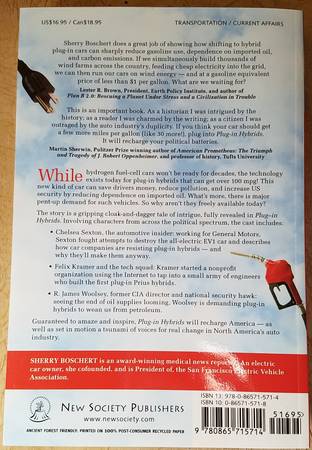 US$16.95 / Can$18.95
TRANSPORTATION / CURRENT AFFAIRS
Sherry Boschert does a great job of showing how shifting to hybrid
plug-in cars can sharply reduce gasoline use, dependence on imported oil,
and carbon emissions. If we simultaneously build thousands of
wind farms across the country, feeding cheap electricity into the grid,
we can then run our cars on wind energy — and at a gasoline equivalent
price of less than $1 per gallon. What are we waiting for?
Lester R. Brown, President, Earth Policy Institute, and author of
Plan B 2.0: Rescuing a Planet Under Stress and a Civilization in Trouble
This is an important book. As a historian I was intrigued by the
history; as a reader I was charmed by the writing; as a citizen I was
outraged by the auto industry's duplicity. If you think your car should get
a few more miles per gallon (like 50 more!), plug into Plug-in Hybrids.
It will recharge your political batteries.
Martin Sherwin, Pulitzer Prize winning author of American Prometheus: The Triumph
and Tragedy of J. Robert Oppenheimer, and professor of history, Tufts University
While hydrogen fuel-cell cars won't be ready for decades, the technology
exists today for plug-in hybrids that can get over 100 mpg! This
new kind of car can save drivers money, reduce pollution, and increase US
security by reducing dependence on imported oil. What's more, there is major
pent-up demand for such vehicles. So why aren't they freely available today?
The story is a gripping cloak-and-dagger tale of intrigue, fully revealed in Plug-in
Hybrids. Involving characters from across the political spectrum, the cast includes:
• Chelsea Sexton, the automotive insider: working for General Motors,
Sexton fought attempts to destroy the all-electric EV1 car and describes
how car companies are resisting plug-in hybrids — and
why they'll make them anyway.
• Felix Kramer and the tech squad: Kramer started a nonprofit
organization using the Internet to tap into a small army of engineers
who built the first plug-in Prius hybrids.
• R. James Woolsey, former CIA director and national security hawk:
seeing the end of oil supplies looming, Woolsey is demanding plug-in
hybrids to wean us from petroleum.
Guaranteed to amaze and inspire, Plug-in Hybrids will recharge America — as
well as set in motion a tsunami of voices for real change in North America's auto
industry.
SHERRY BOSCHERT is an award-winning medical news reporter. An electric
car owner, she cofounded, and is President of, the San Francisco Electric Vehicle
Association.
NEW SOCIETY PUBLISHERS
www.newsociety.com
ANCIENT FOREST FRIENDLY: PRINTED ON 100% POST-CONSUMER RECYCLED PAPER
ISBN 13: 978-0-86571-571-4
ISBN 10: 0-86571-571-8
51695
9 780865 715714